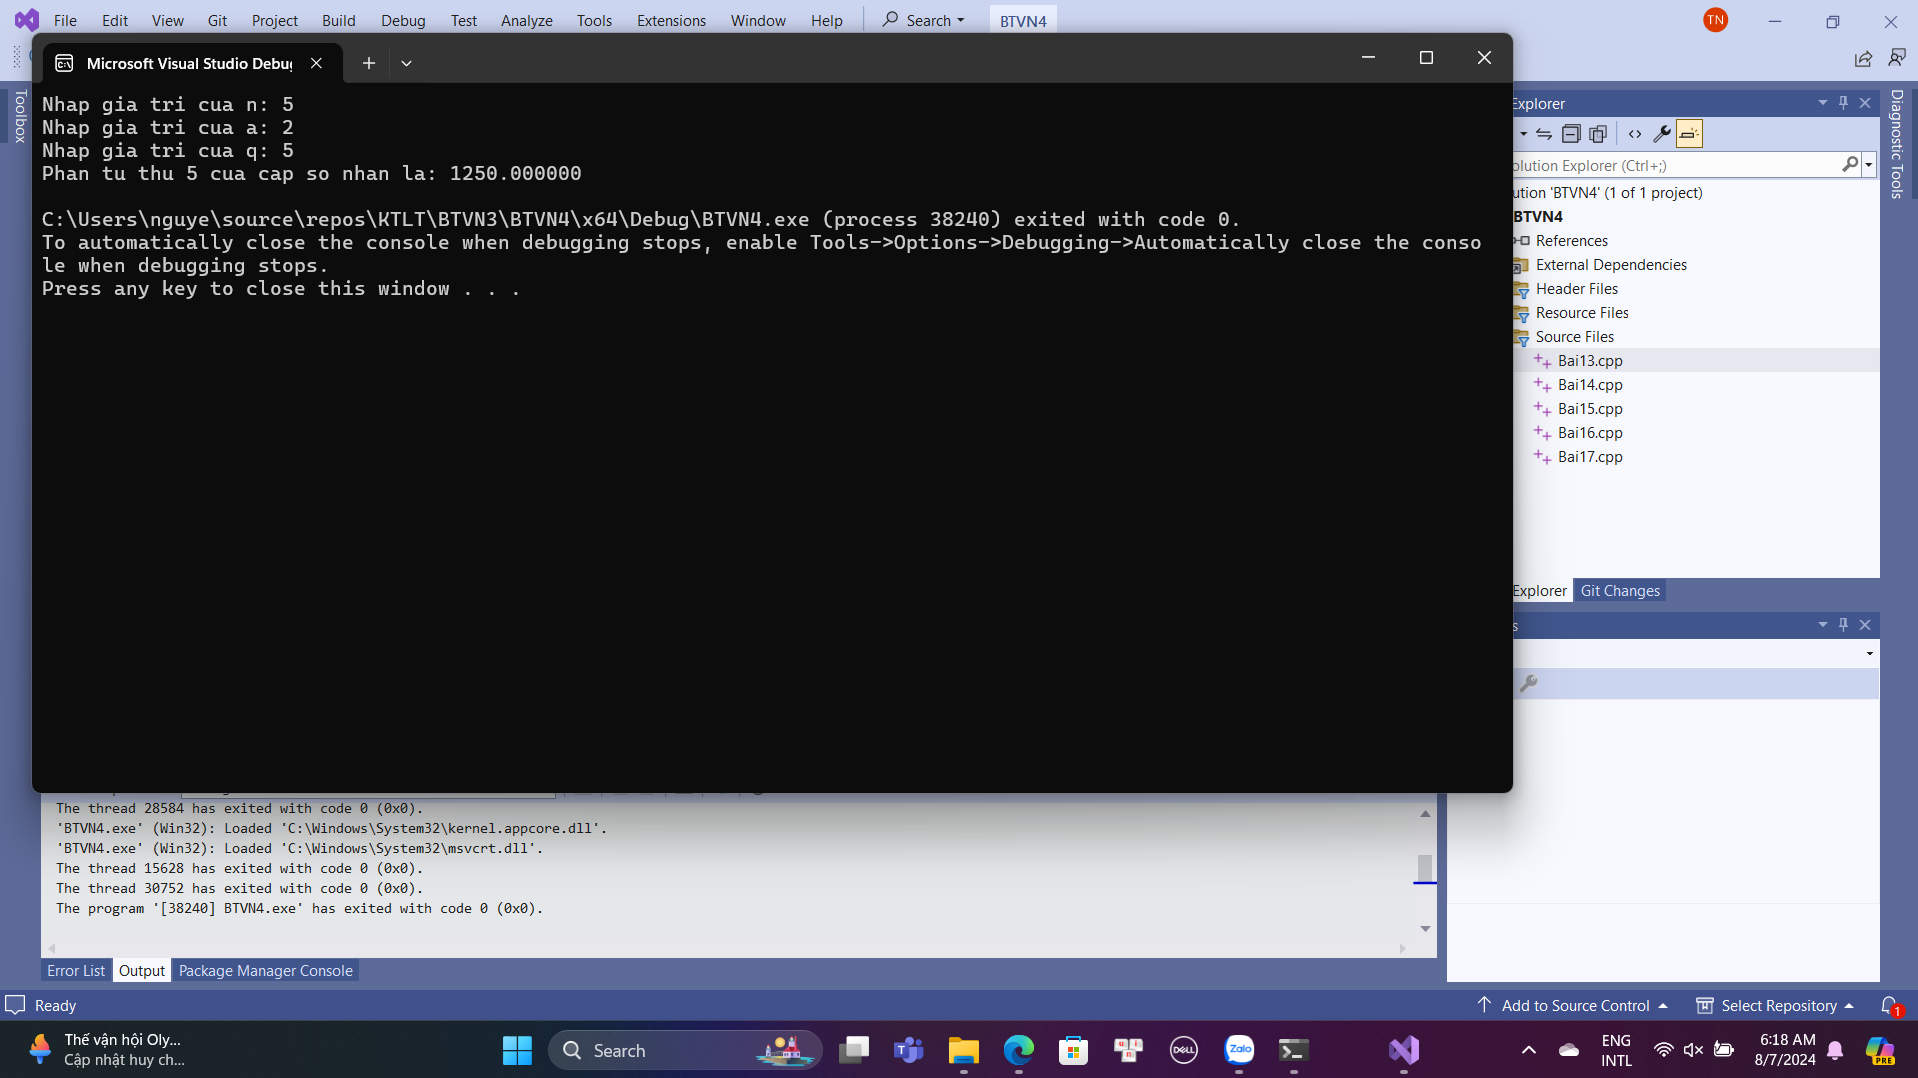 File Edit View Git Project Build Debug Test Analyze Tools Extensions Window Help Search BTVN4 TN
Microsoft Visual Studio Debug
Nhap gia tri cua n: 5
Nhap gia tri cua a: 2
Nhap gia tri cua q: 5
Phan tu thu 5 cua cap so nhan la: 1250.000000
C:\Users\nguye\source\repos\KTLT\BTVN3\BTVN4\x64\Debug\BTVN4.exe (process 38240) exited with code 0.
To automatically close the console when debugging stops, enable Tools->Options->Debugging->Automatically close the conso
le when debugging stops.
Press any key to close this window . . .
Toolbox
Explorer
olution Explorer (Ctrl+;)
ution 'BTVN4' (1 of 1 project)
BTVN4
References
External Dependencies
Header Files
Resource Files
Source Files
Bai13.cpp
Bai14.cpp
Bai15.cpp
Bai16.cpp
Bai17.cpp
Explorer Git Changes
s
Diagnostic Tools
The thread 28584 has exited with code 0 (0x0).
'BTVN4.exe' (Win32): Loaded 'C:\Windows\System32\kernel.appcore.dll'.
'BTVN4.exe' (Win32): Loaded 'C:\Windows\System32\msvcrt.dll'.
The thread 15628 has exited with code 0 (0x0).
The thread 30752 has exited with code 0 (0x0).
The program '[38240] BTVN4.exe' has exited with code 0 (0x0).
Error List Output Package Manager Console
Ready Add to Source Control Select Repository 1
Thế vận hội Oly...
Cập nhật huy ch...
Search
DELL
Zalo
ENG
INTL
6:18 AM
8/7/2024
PRE